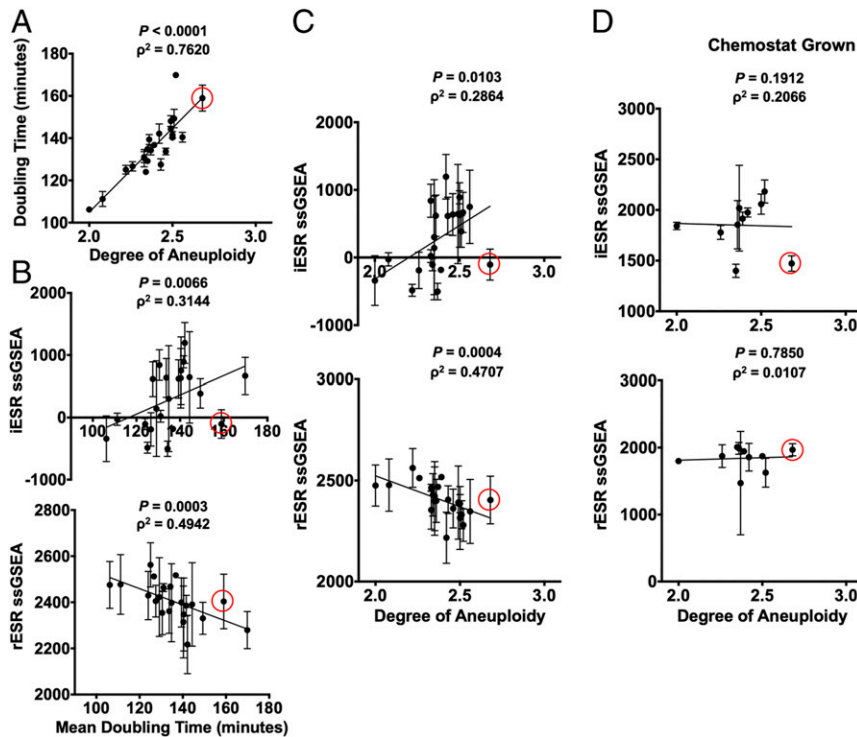 A
P < 0.0001
ρ² = 0.7620
Doubling Time (minutes)
180
160
140
120
100
2.0
2.5
3.0
Degree of Aneuploidy
B
P = 0.0066
ρ² = 0.3144
iESR ssGSEA
2000
1000
0
-1000
100
120
140
160
180
P = 0.0003
ρ² = 0.4942
rESR ssGSEA
2800
2600
2400
2200
2000
100
120
140
160
180
Mean Doubling Time (minutes)
C
P = 0.0103
ρ² = 0.2864
iESR ssGSEA
2000
1000
0
-1000
2.0
2.5
3.0
P = 0.0004
ρ² = 0.4707
rESR ssGSEA
3000
2500
2000
2.0
2.5
3.0
Degree of Aneuploidy
D
Chemostat Grown
P = 0.1912
ρ² = 0.2066
iESR ssGSEA
3000
2500
2000
1500
1000
2.0
2.5
3.0
P = 0.7850
ρ² = 0.0107
rESR ssGSEA
3000
2000
1000
0
2.0
2.5
3.0
Degree of Aneuploidy